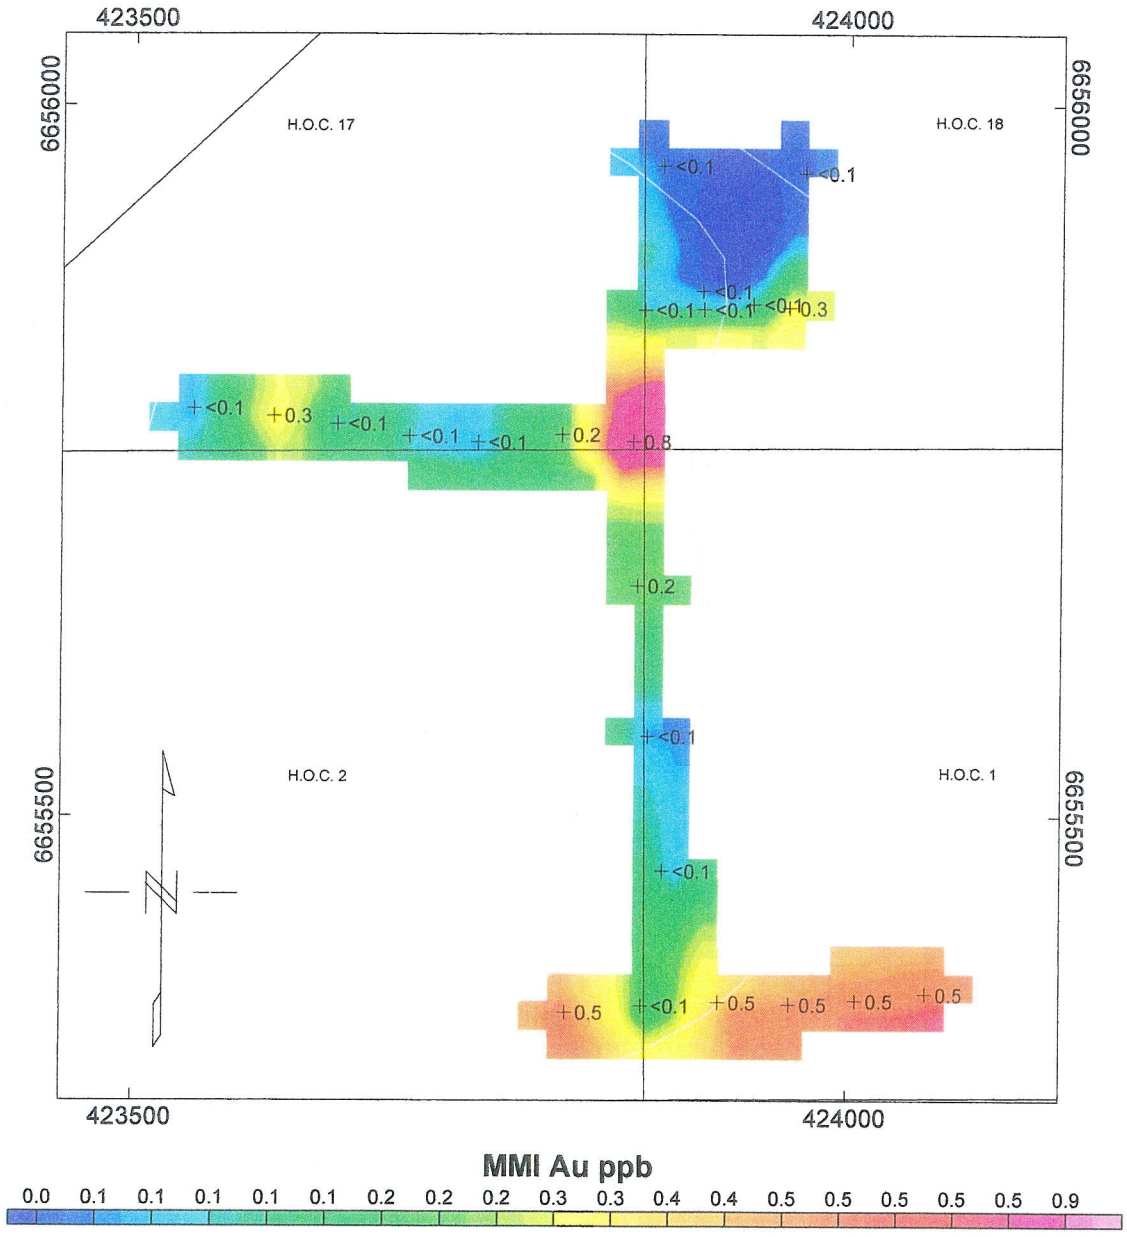 423500 424000
6656000 6656000
H.O.C. 17 H.O.C. 18
+<0.1 +<0.1
+<0.1
+<0.1 +<0.1 +<0.1 +0.3
+<0.1 +0.3 +<0.1 +<0.1 +<0.1 +0.2 +0.8
+0.2
+<0.1
H.O.C. 2 H.O.C. 1
6655500 6655500
+<0.1
N
+0.5 +<0.1 +0.5 +0.5 +0.5 +0.5
423500 424000
MMI Au ppb
0.0 0.1 0.1 0.1 0.1 0.1 0.2 0.2 0.2 0.3 0.3 0.4 0.4 0.5 0.5 0.5 0.5 0.5 0.9